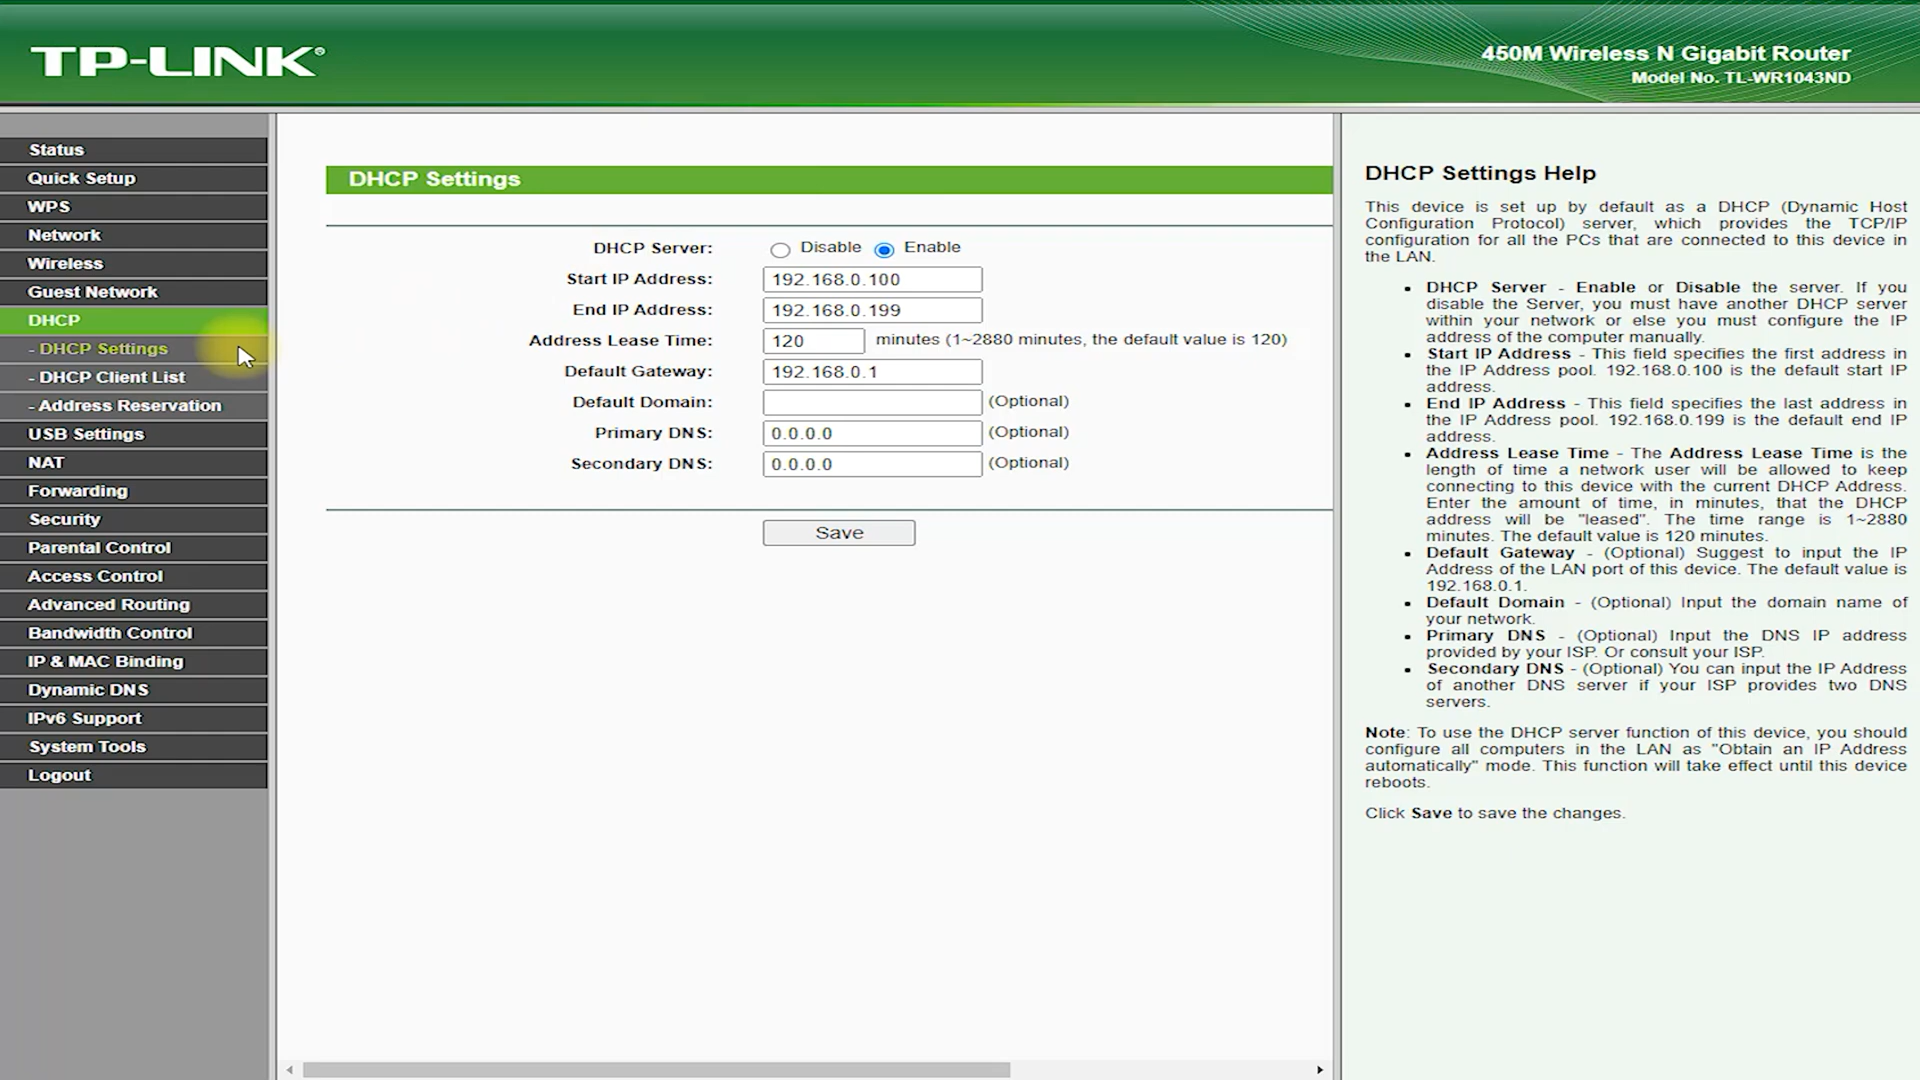 TP-LINK®
450M Wireless N Gigabit Router
Model No. TL-WR1043ND
Status
Quick Setup
WPS
Network
Wireless
Guest Network
DHCP
- DHCP Settings
- DHCP Client List
- Address Reservation
USB Settings
NAT
Forwarding
Security
Parental Control
Access Control
Advanced Routing
Bandwidth Control
IP & MAC Binding
Dynamic DNS
IPv6 Support
System Tools
Logout
DHCP Settings
DHCP Server: Disable Enable
Start IP Address: 192.168.0.100
End IP Address: 192.168.0.199
Address Lease Time: 120 minutes (1~2880 minutes, the default value is 120)
Default Gateway: 192.168.0.1
Default Domain: (Optional)
Primary DNS: 0.0.0.0 (Optional)
Secondary DNS: 0.0.0.0 (Optional)
Save
DHCP Settings Help
This device is set up by default as a DHCP (Dynamic Host
Configuration Protocol) server, which provides the TCP/IP
configuration for all the PCs that are connected to this device in
the LAN.
• DHCP Server - Enable or Disable the server. If you
disable the Server, you must have another DHCP server
within your network or else you must configure the IP
address of the computer manually.
• Start IP Address - This field specifies the first address in
the IP Address pool. 192.168.0.100 is the default start IP
address.
• End IP Address - This field specifies the last address in
the IP Address pool. 192.168.0.199 is the default end IP
address.
• Address Lease Time - The Address Lease Time is the
length of time a network user will be allowed to keep
connecting to this device with the current DHCP Address.
Enter the amount of time, in minutes, that the DHCP
address will be "leased". The time range is 1~2880
minutes. The default value is 120 minutes.
• Default Gateway - (Optional) Suggest to input the IP
Address of the LAN port of this device. The default value is
192.168.0.1.
• Default Domain - (Optional) Input the domain name of
your network.
• Primary DNS - (Optional) Input the DNS IP address
provided by your ISP. Or consult your ISP.
• Secondary DNS - (Optional) You can input the IP Address
of another DNS server if your ISP provides two DNS
servers.
Note: To use the DHCP server function of this device, you should
configure all computers in the LAN as "Obtain an IP Address
automatically" mode. This function will take effect until this device
reboots.
Click Save to save the changes.